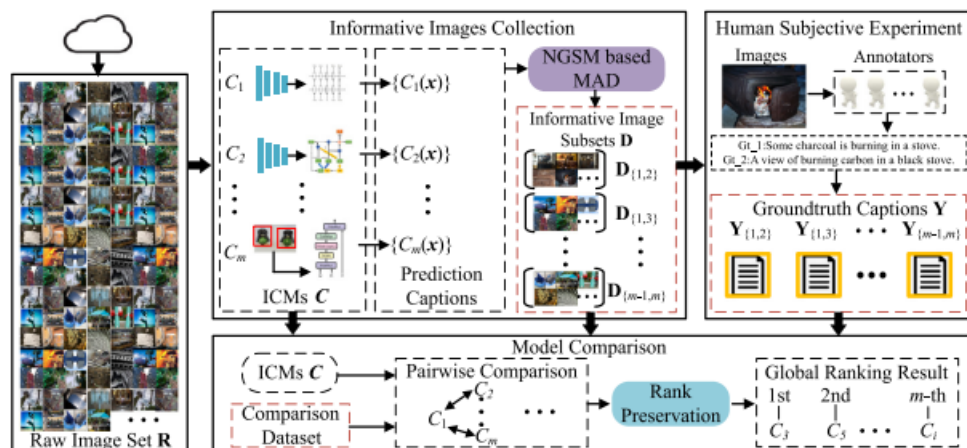 Raw Image Set R
Informative Images Collection
C1
{C1(x)}
C2
{C2(x)}
Cm
{Cm(x)}
ICMs C
Prediction
Captions
NGSM based
MAD
Informative Image
Subsets D
D{1,2}
D{1,3}
D{m-1,m}
Human Subjective Experiment
Images
Annotators
Gt_1:Some charcoal is burning in a stove.
Gt_2:A view of burning carbon in a black stove.
Groundtruth Captions Y
Y{1,2} Y{1,3} Y{m-1,m}
Model Comparison
ICMs C
Comparison
Dataset
Pairwise Comparison
C1
C2
Cm
Rank
Preservation
Global Ranking Result
1st 2nd m-th
C3 C5 Cl